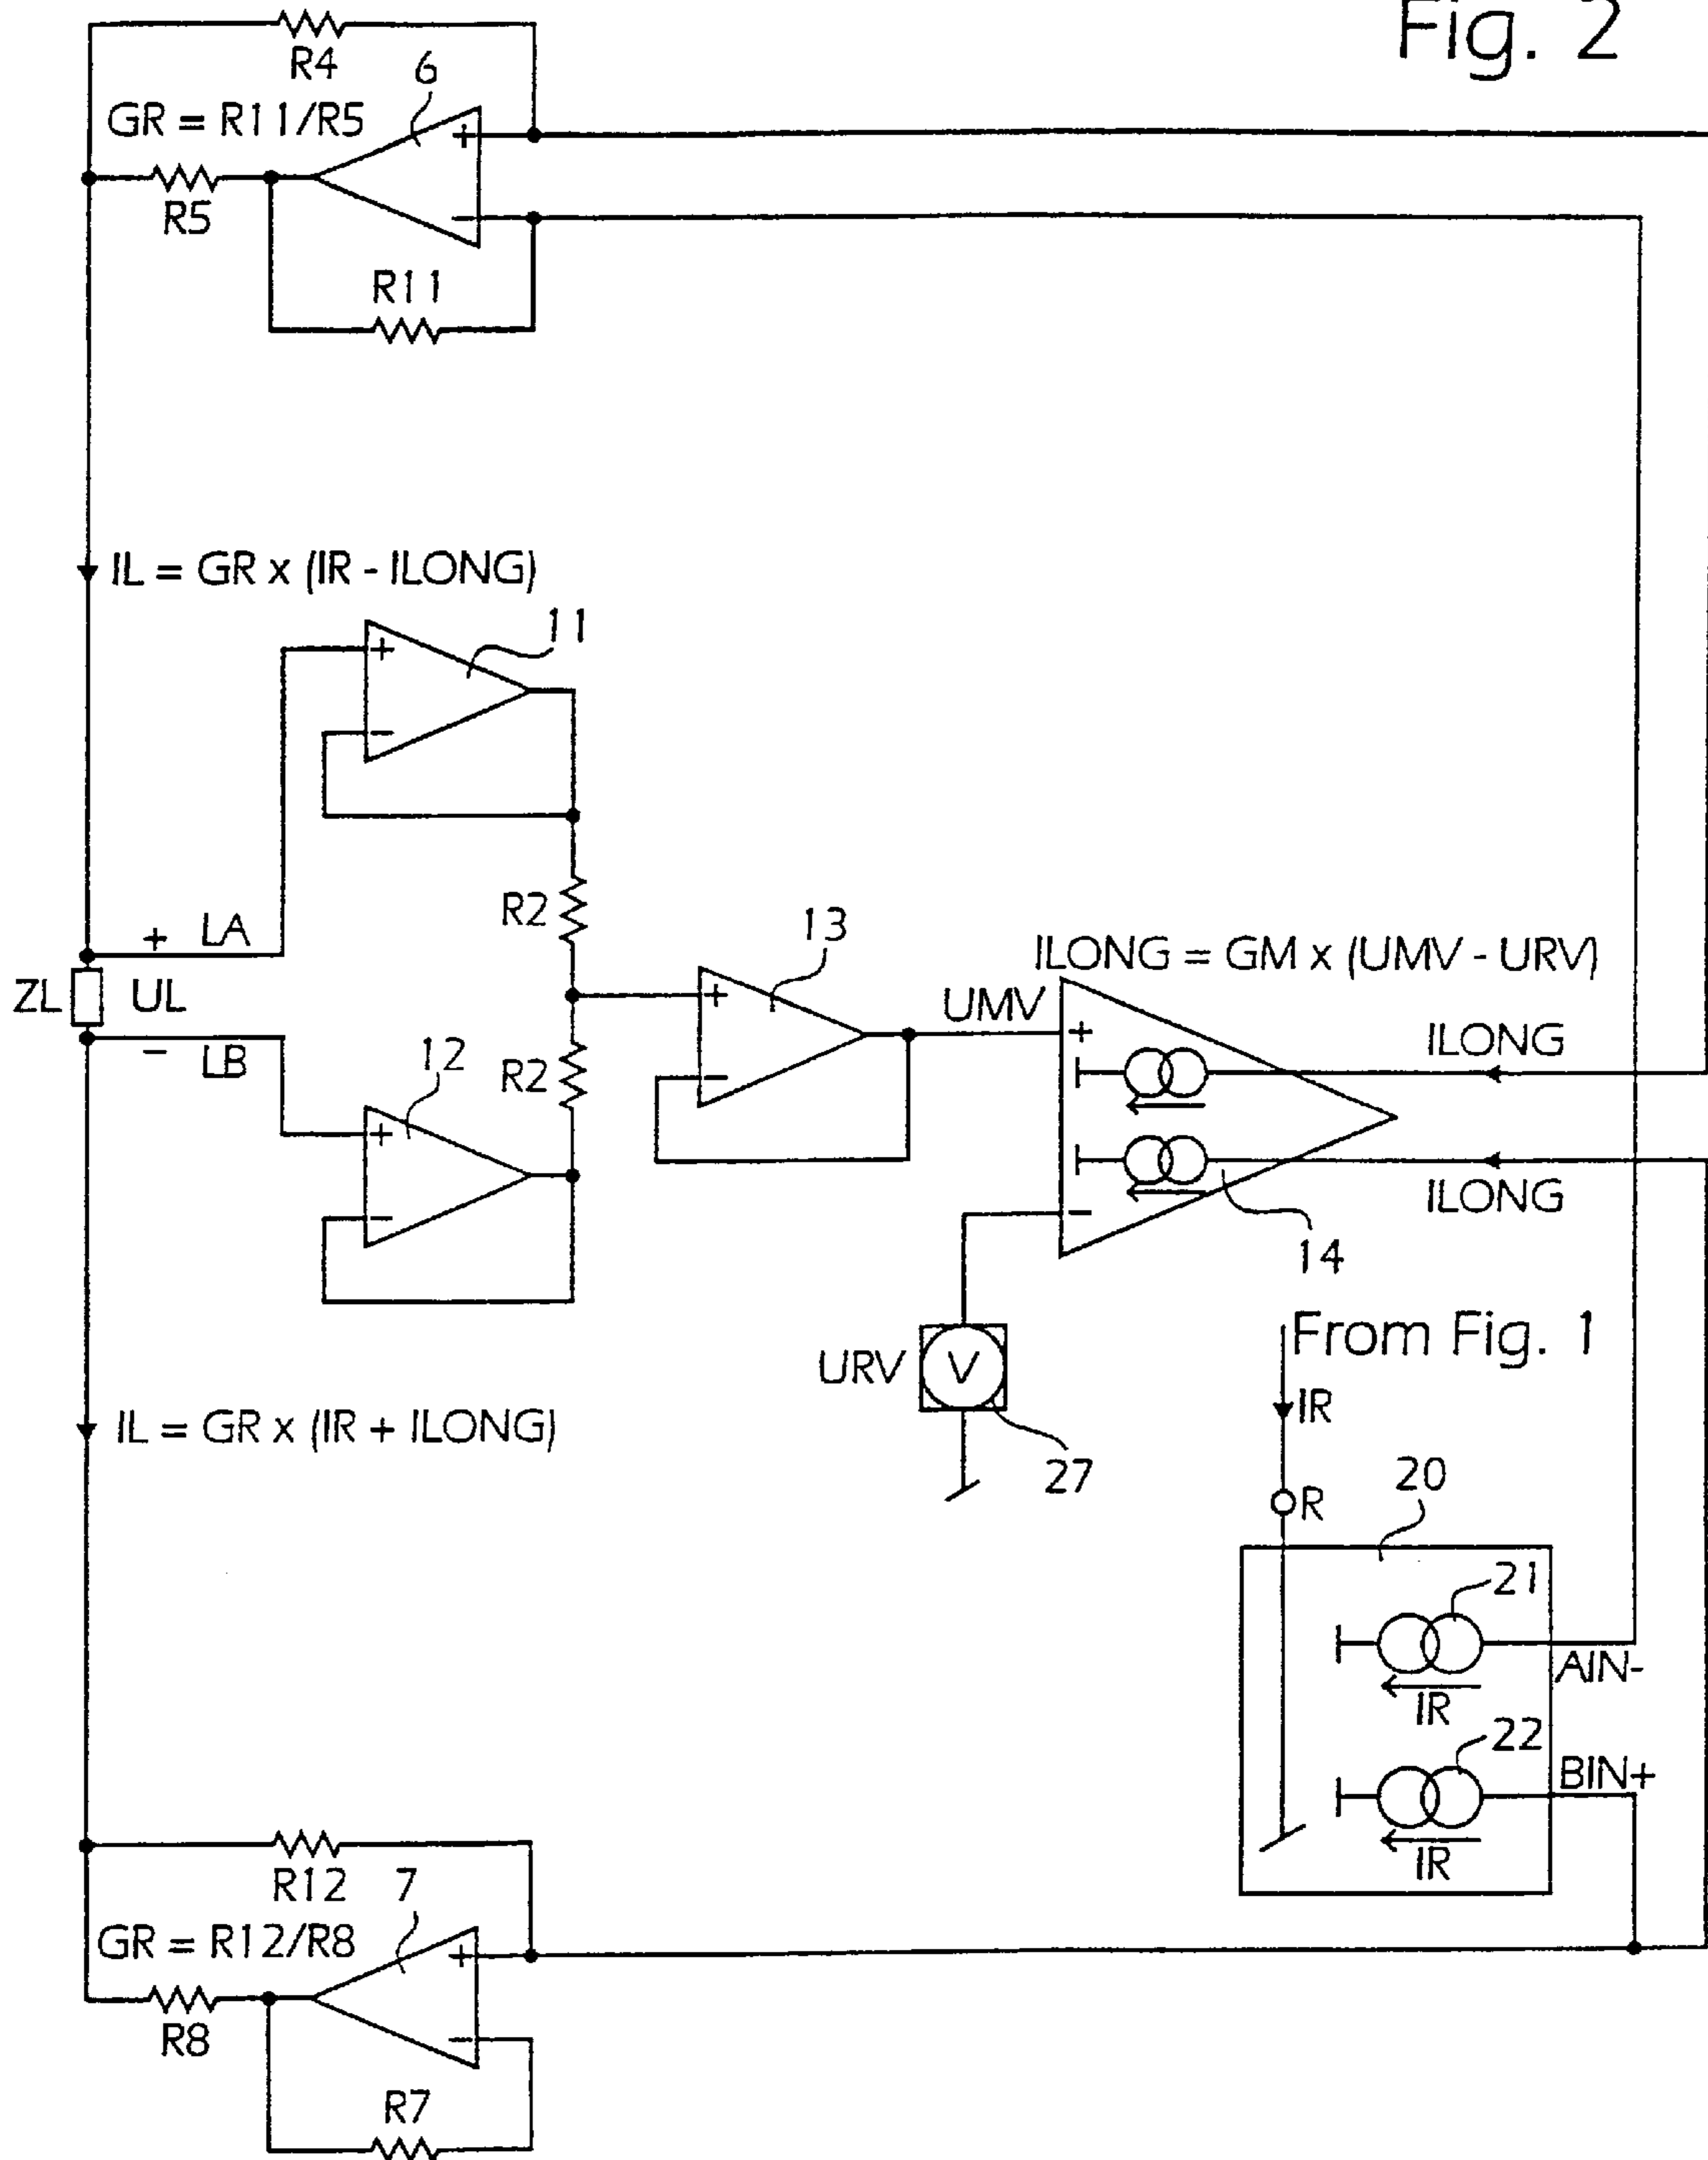 Fig. 2
R4
6
GR = R11/R5
+
R5
−
R11
IL = GR x (IR - ILONG)
11
+
−
R2
+ LA
13
ILONG = GM x (UMV - URV)
ZL UL
+
UMV
+
ILONG
− LB
12
R2
−
+
ILONG
−
−
14
From Fig. 1
URV V
IR
IL = GR x (IR + ILONG)
27
20
R
21
AIN-
IR
22
BIN+
IR
R12 7
GR = R12/R8
+
R8
−
R7